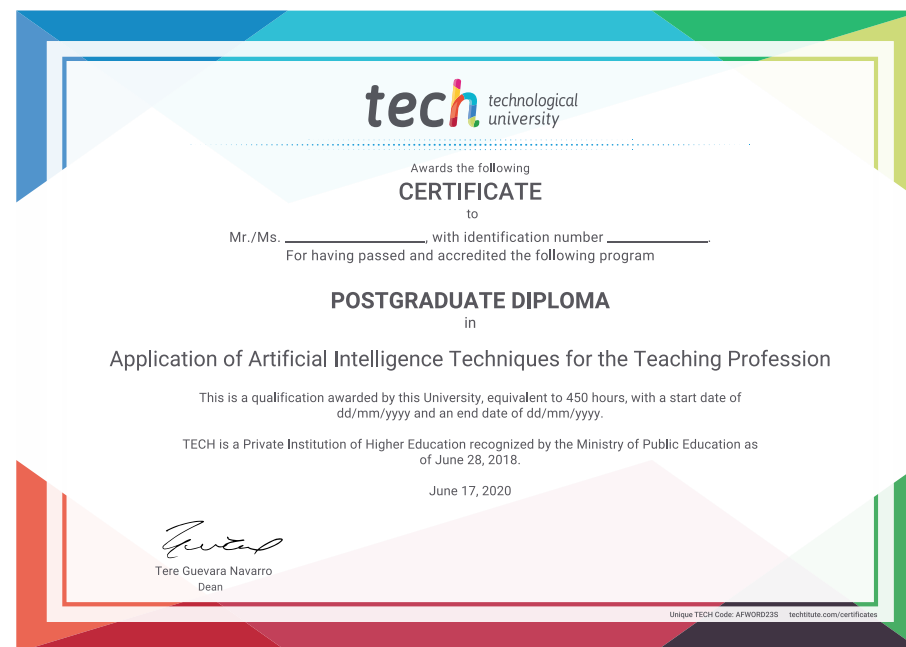 tech technological
university
Awards the following
CERTIFICATE
to
Mr./Ms. ____________________, with identification number ______________.
For having passed and accredited the following program
POSTGRADUATE DIPLOMA
in
Application of Artificial Intelligence Techniques for the Teaching Profession
This is a qualification awarded by this University, equivalent to 450 hours, with a start date of
dd/mm/yyyy and an end date of dd/mm/yyyy.
TECH is a Private Institution of Higher Education recognized by the Ministry of Public Education as
of June 28, 2018.
June 17, 2020
Tere Guevara Navarro
Dean
Unique TECH Code: AFWORD23S techtitute.com/certificates